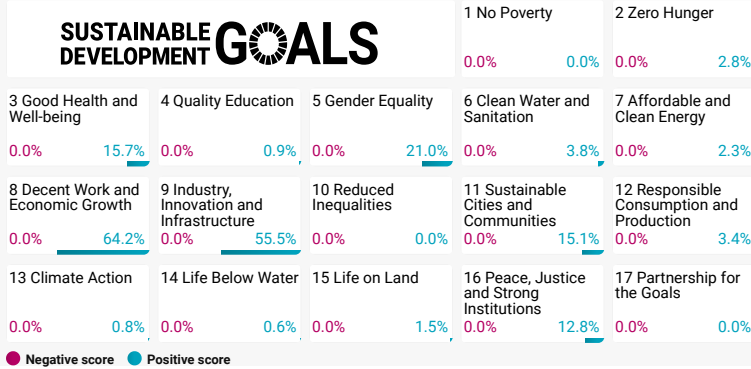 SUSTAINABLE
DEVELOPMENT GOALS
1 No Poverty
0.0% 0.0%
2 Zero Hunger
0.0% 2.8%
3 Good Health and
Well-being
0.0% 15.7%
4 Quality Education
0.0% 0.9%
5 Gender Equality
0.0% 21.0%
6 Clean Water and
Sanitation
0.0% 3.8%
7 Affordable and
Clean Energy
0.0% 2.3%
8 Decent Work and
Economic Growth
0.0% 64.2%
9 Industry,
Innovation and
Infrastructure
0.0% 55.5%
10 Reduced
Inequalities
0.0% 0.0%
11 Sustainable
Cities and
Communities
0.0% 15.1%
12 Responsible
Consumption and
Production
0.0% 3.4%
13 Climate Action
0.0% 0.8%
14 Life Below Water
0.0% 0.6%
15 Life on Land
0.0% 1.5%
16 Peace, Justice
and Strong
Institutions
0.0% 12.8%
17 Partnership for
the Goals
0.0% 0.0%
Negative score Positive score